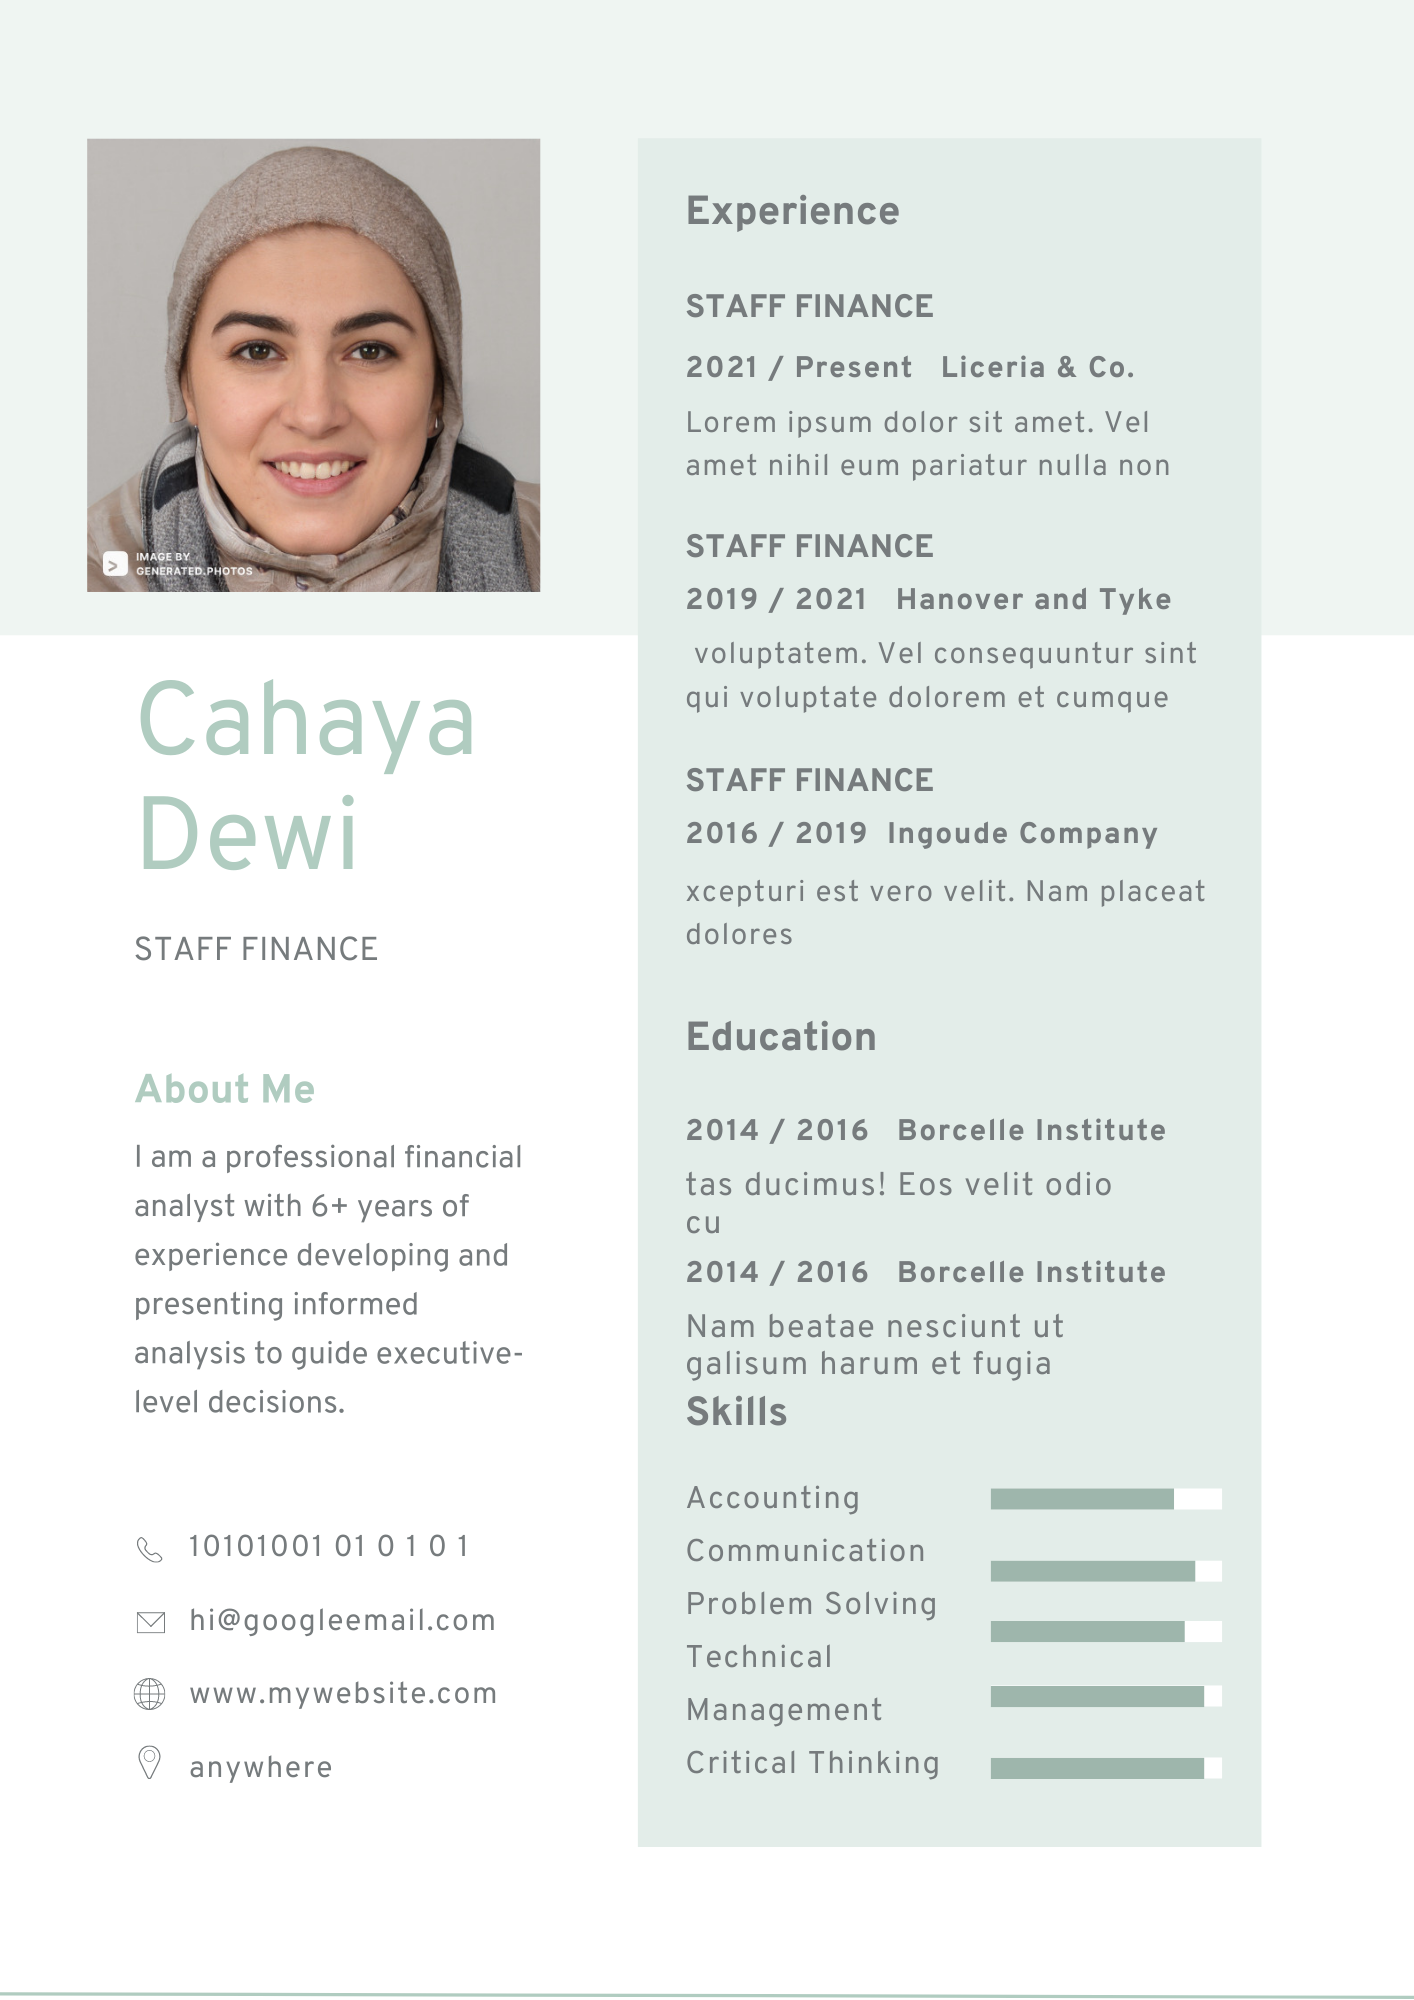 IMAGE BY
GENERATED.PHOTOS
Cahaya
Dewi
STAFF FINANCE
About Me
I am a professional financial
analyst with 6+ years of
experience developing and
presenting informed
analysis to guide executive-
level decisions.
10101001 01 0 1 0 1
hi@googleemail.com
www.mywebsite.com
anywhere
Experience
STAFF FINANCE
2021 / Present Liceria & Co.
Lorem ipsum dolor sit amet. Vel
amet nihil eum pariatur nulla non
STAFF FINANCE
2019 / 2021 Hanover and Tyke
voluptatem. Vel consequuntur sint
qui voluptate dolorem et cumque
STAFF FINANCE
2016 / 2019 Ingoude Company
xcepturi est vero velit. Nam placeat
dolores
Education
2014 / 2016 Borcelle Institute
tas ducimus! Eos velit odio
cu
2014 / 2016 Borcelle Institute
Nam beatae nesciunt ut
galisum harum et fugia
Skills
Accounting
Communication
Problem Solving
Technical
Management
Critical Thinking